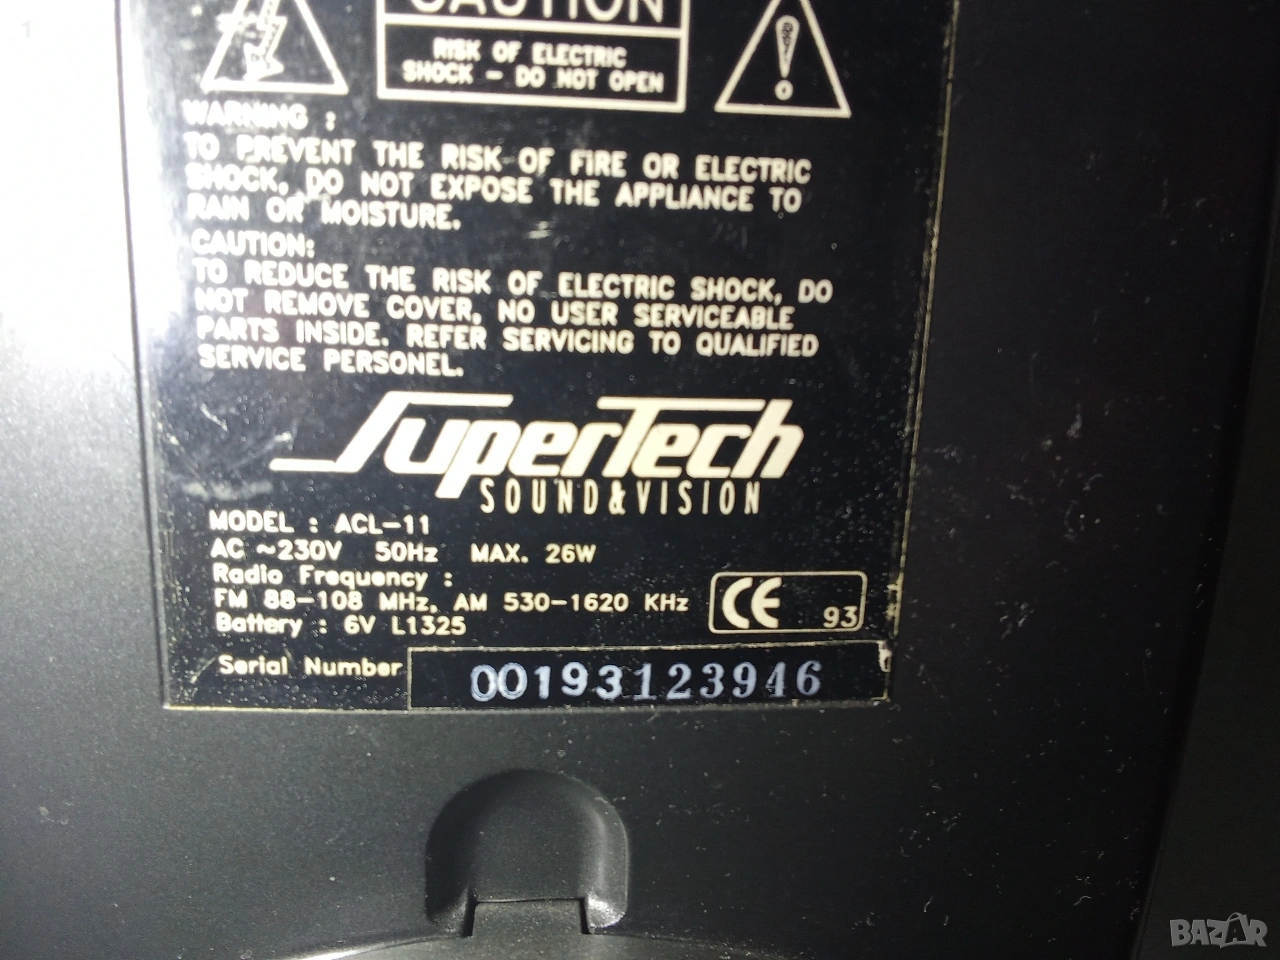 CAUTION
RISK OF ELECTRIC
SHOCK - DO NOT OPEN
WARNING :
TO PREVENT THE RISK OF FIRE OR ELECTRIC
SHOCK, DO NOT EXPOSE THE APPLIANCE TO
RAIN OR MOISTURE.
CAUTION:
TO REDUCE THE RISK OF ELECTRIC SHOCK, DO
NOT REMOVE COVER, NO USER SERVICEABLE
PARTS INSIDE. REFER SERVICING TO QUALIFIED
SERVICE PERSONEL.
SuperTech
SOUND&VISION
MODEL : ACL-11
AC ~230V 50Hz MAX. 26W
Radio Frequency :
FM 88-108 MHz, AM 530-1620 KHz
Battery : 6V L1325
CE 93
Serial Number 00193123946
BAZAR